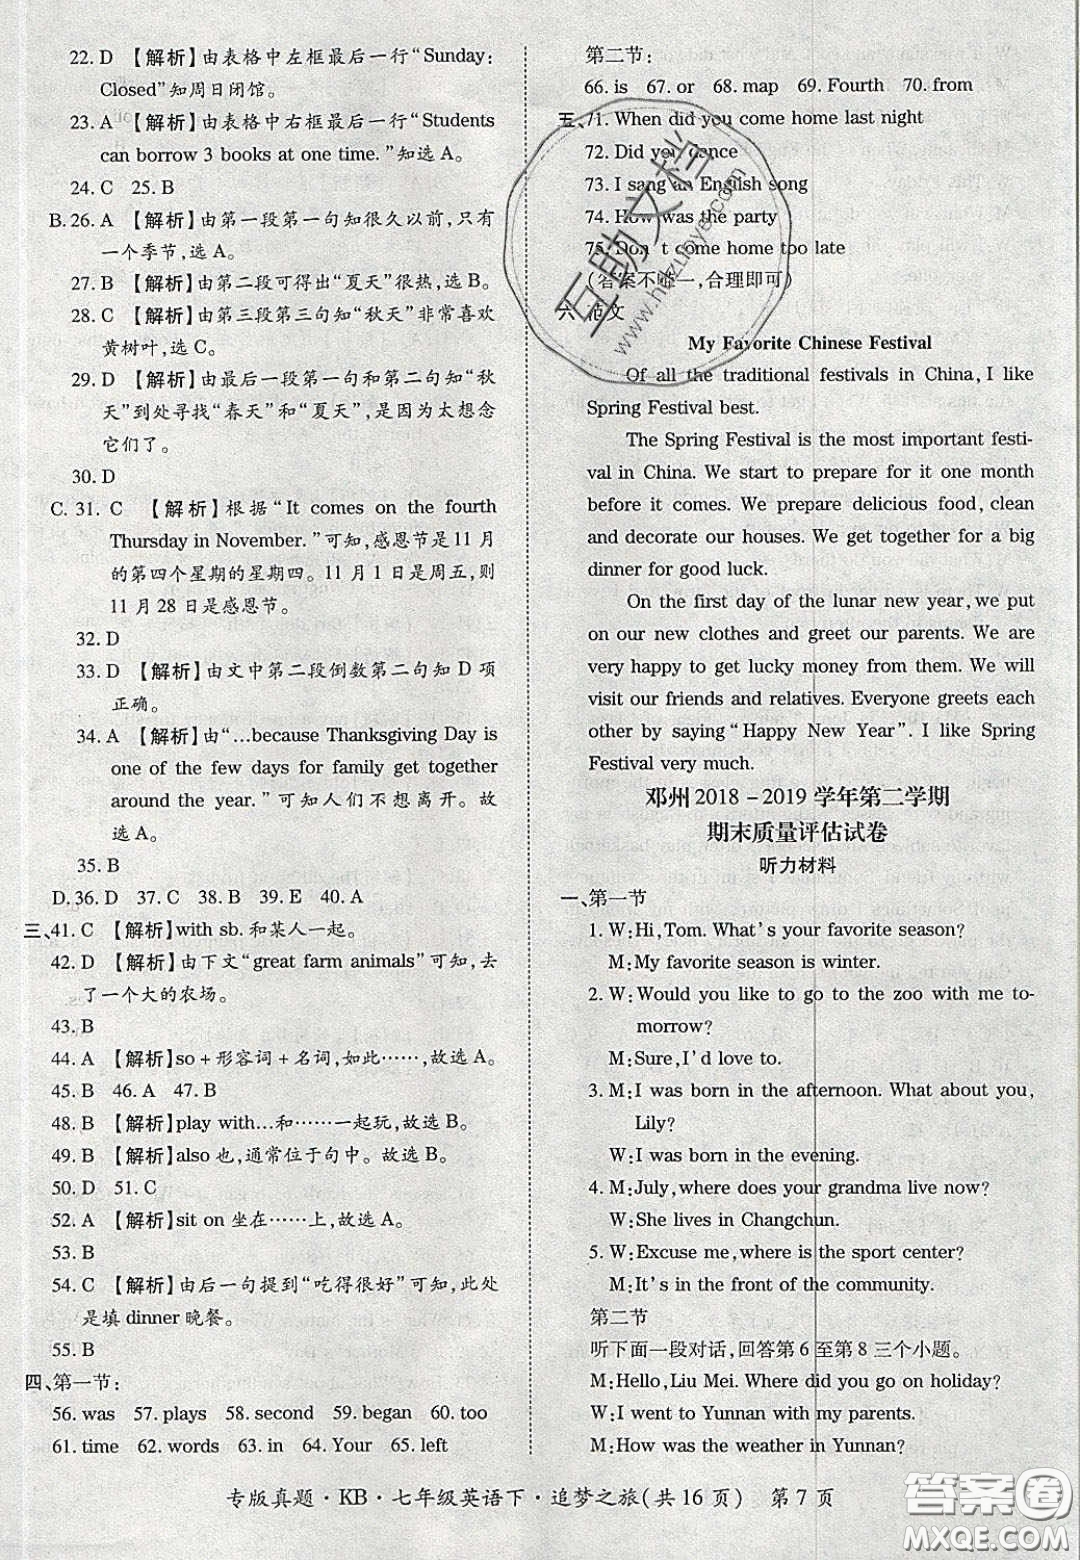 22. D 【解析】由表格中左框最后一行“Sunday:
Closed”知周日闭馆。
23. A 【解析】由表格中右框最后一行“Students
can borrow 3 books at one time.”知选 A。
24. C 25. B
B. 26. A 【解析】由第一段第一句知很久以前,只有
一个季节,选 A。
27. B 【解析】由第二段可得出“夏天”很热,选 B。
28. C 【解析】由第三段第三句知“秋天”非常喜欢
黄树叶,选 C。
29. D 【解析】由最后一段第一句和第二句知“秋
天”到处寻找“春天”和“夏天”,是因为太想念
它们了。
30. D
C. 31. C 【解析】根据“It comes on the fourth
Thursday in November.”可知,感恩节是 11 月
的第四个星期的星期四。11 月 1 日是周五,则
11 月 28 日是感恩节。
32. D
33. D 【解析】由文中第二段倒数第二句知 D 项
正确。
34. A 【解析】由“…because Thanksgiving Day is
one of the few days for family get together
around the year.”可知人们不想离开。故
选 A。
35. B
D. 36. D 37. C 38. B 39. E 40. A
三、41. C 【解析】with sb. 和某人一起。
42. D 【解析】由下文“great farm animals”可知,去
了一个大的农场。
43. B
44. A 【解析】so + 形容词 + 名词,如此……,故选 A。
45. B 46. A 47. B
48. B 【解析】play with…和……一起玩,故选 B。
49. B 【解析】also 也,通常位于句中。故选 B。
50. D 51. C
52. A 【解析】sit on 坐在……上,故选 A。
53. B
54. C 【解析】由后一句提到“吃得很好”可知,此处
是填 dinner 晚餐。
55. B
四、第一节:
56. was 57. plays 58. second 59. began 60. too
61. time 62. words 63. in 64. Your 65. left
第二节:
66. is 67. or 68. map 69. Fourth 70. from
五、71. When did you come home last night
72. Did you dance
73. I sang an English song
74. How was the party
75. Don't come home too late
(答案不唯一,合理即可)
六、范文
My Favorite Chinese Festival
Of all the traditional festivals in China, I like
Spring Festival best.
The Spring Festival is the most important festi-
val in China. We start to prepare for it one month
before it comes. We prepare delicious food, clean
and decorate our houses. We get together for a big
dinner for good luck.
On the first day of the lunar new year, we put
on our new clothes and greet our parents. We are
very happy to get lucky money from them. We will
visit our friends and relatives. Everyone greets each
other by saying “Happy New Year”. I like Spring
Festival very much.
邓州 2018－2019 学年第二学期
期末质量评估试卷
听力材料
一、第一节
1. W: Hi, Tom. What's your favorite season?
M: My favorite season is winter.
2. W: Would you like to go to the zoo with me to-
morrow?
M: Sure, I'd love to.
3. M: I was born in the afternoon. What about you,
Lily?
W: I was born in the evening.
4. M: July, where does your grandma live now?
W: She lives in Changchun.
5. W: Excuse me, where is the sport center?
M: It's in the front of the community.
第二节
听下面一段对话,回答第 6 至第 8 三个小题。
M: Hello, Liu Mei. Where did you go on holiday?
W: I went to Yunnan with my parents.
M: How was the weather in Yunnan?
专版真题·KB·七年级英语下·追梦之旅(共 16 页) 第 7 页
互助文档
www.hzlove.com
答案圈
MXQE.COM